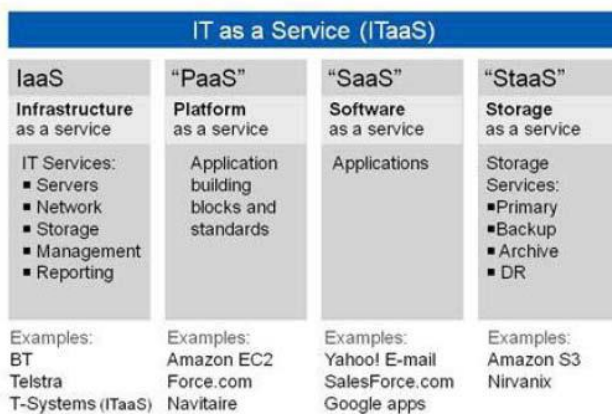 IT as a Service (ITaaS)
IaaS
Infrastructure
as a service
IT Services:
▪ Servers
▪ Network
▪ Storage
▪ Management
▪ Reporting
Examples:
BT
Telstra
T-Systems (ITaaS)
“PaaS”
Platform
as a service
Application
building
blocks and
standards
Examples:
Amazon EC2
Force.com
Navitaire
“SaaS”
Software
as a service
Applications
Examples:
Yahoo! E-mail
SalesForce.com
Google apps
“StaaS”
Storage
as a service
Storage
Services:
▪Primary
▪Backup
▪Archive
▪ DR
Examples:
Amazon S3
Nirvanix